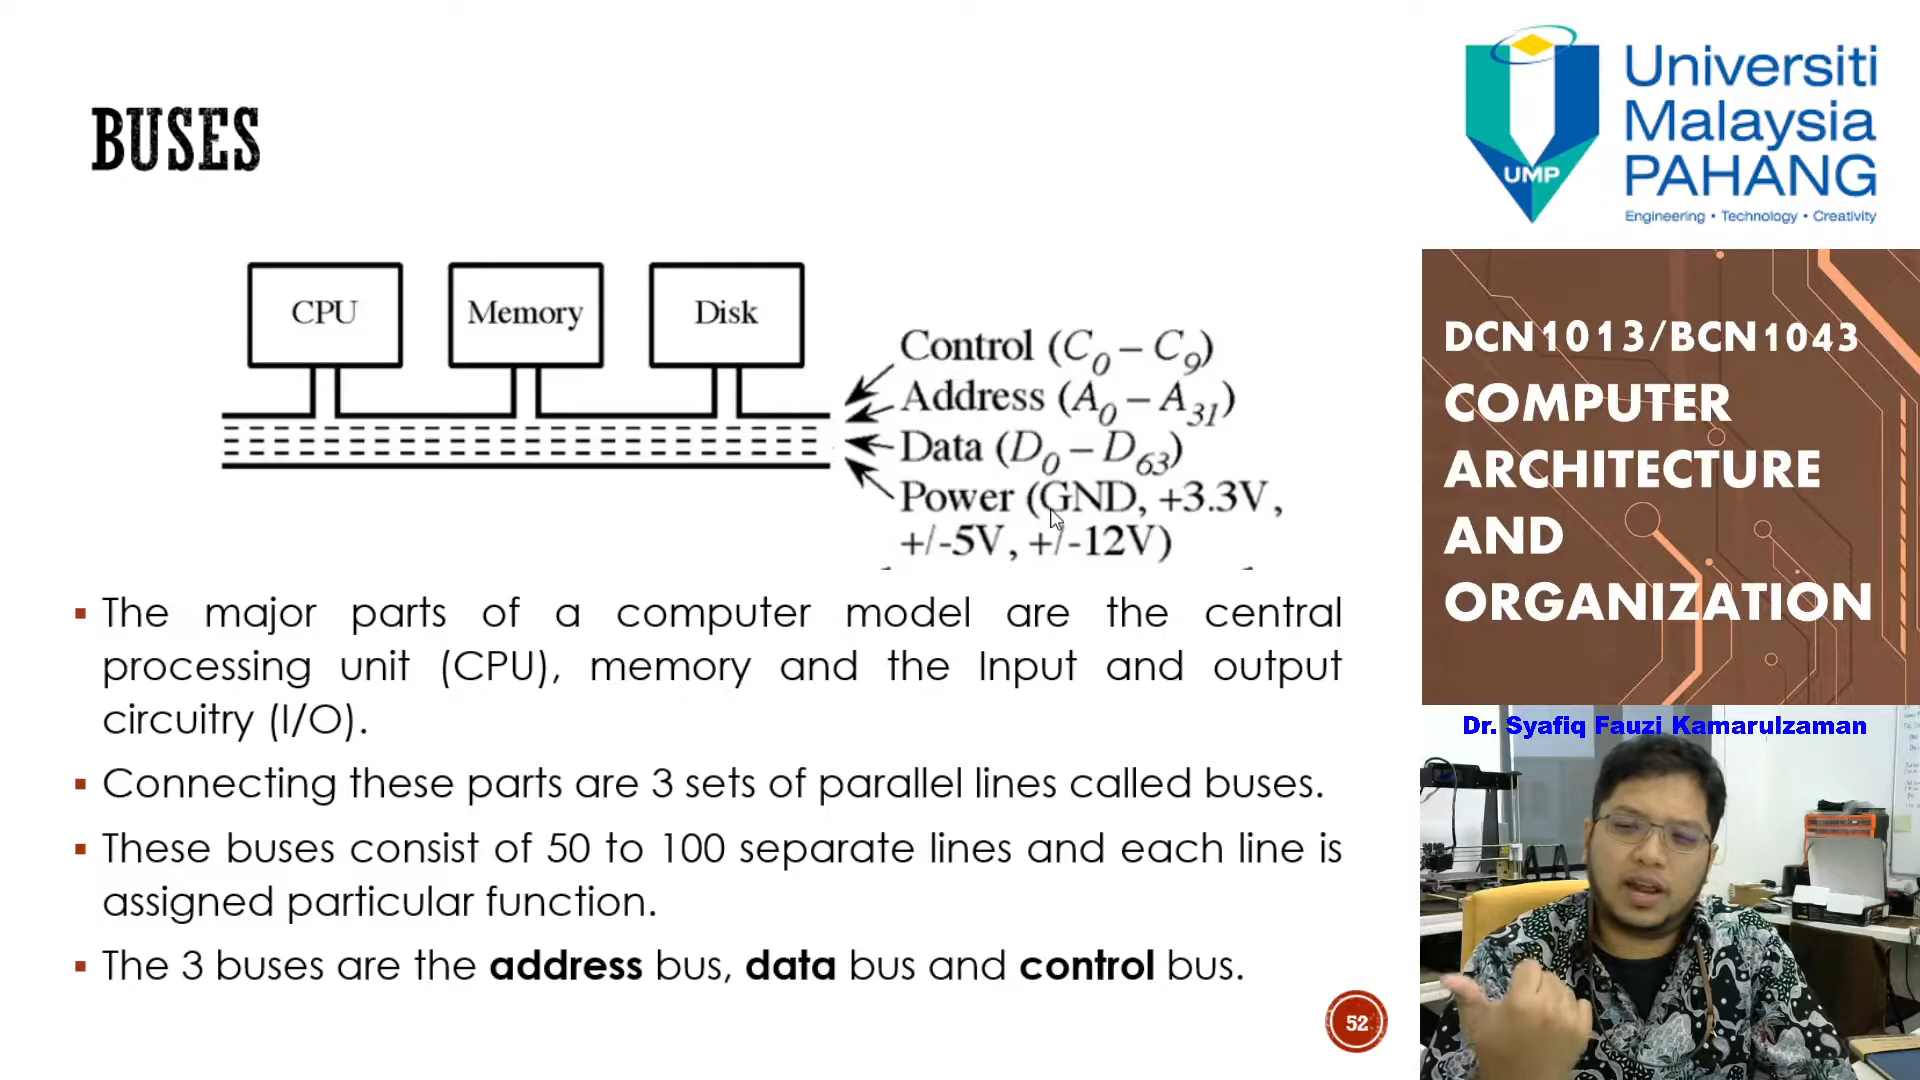 BUSES
CPU
Memory
Disk
Control (C0 – C9)
Address (A0 – A31)
Data (D0 – D63)
Power (GND, +3.3V,
+/-5V, +/-12V)
▪ The major parts of a computer model are the central
processing unit (CPU), memory and the Input and output
circuitry (I/O).
▪ Connecting these parts are 3 sets of parallel lines called buses.
▪ These buses consist of 50 to 100 separate lines and each line is
assigned particular function.
▪ The 3 buses are the address bus, data bus and control bus.
52
UMP
Universiti
Malaysia
PAHANG
Engineering • Technology • Creativity
DCN1013/BCN1043
COMPUTER
ARCHITECTURE
AND
ORGANIZATION
Dr. Syafiq Fauzi Kamarulzaman